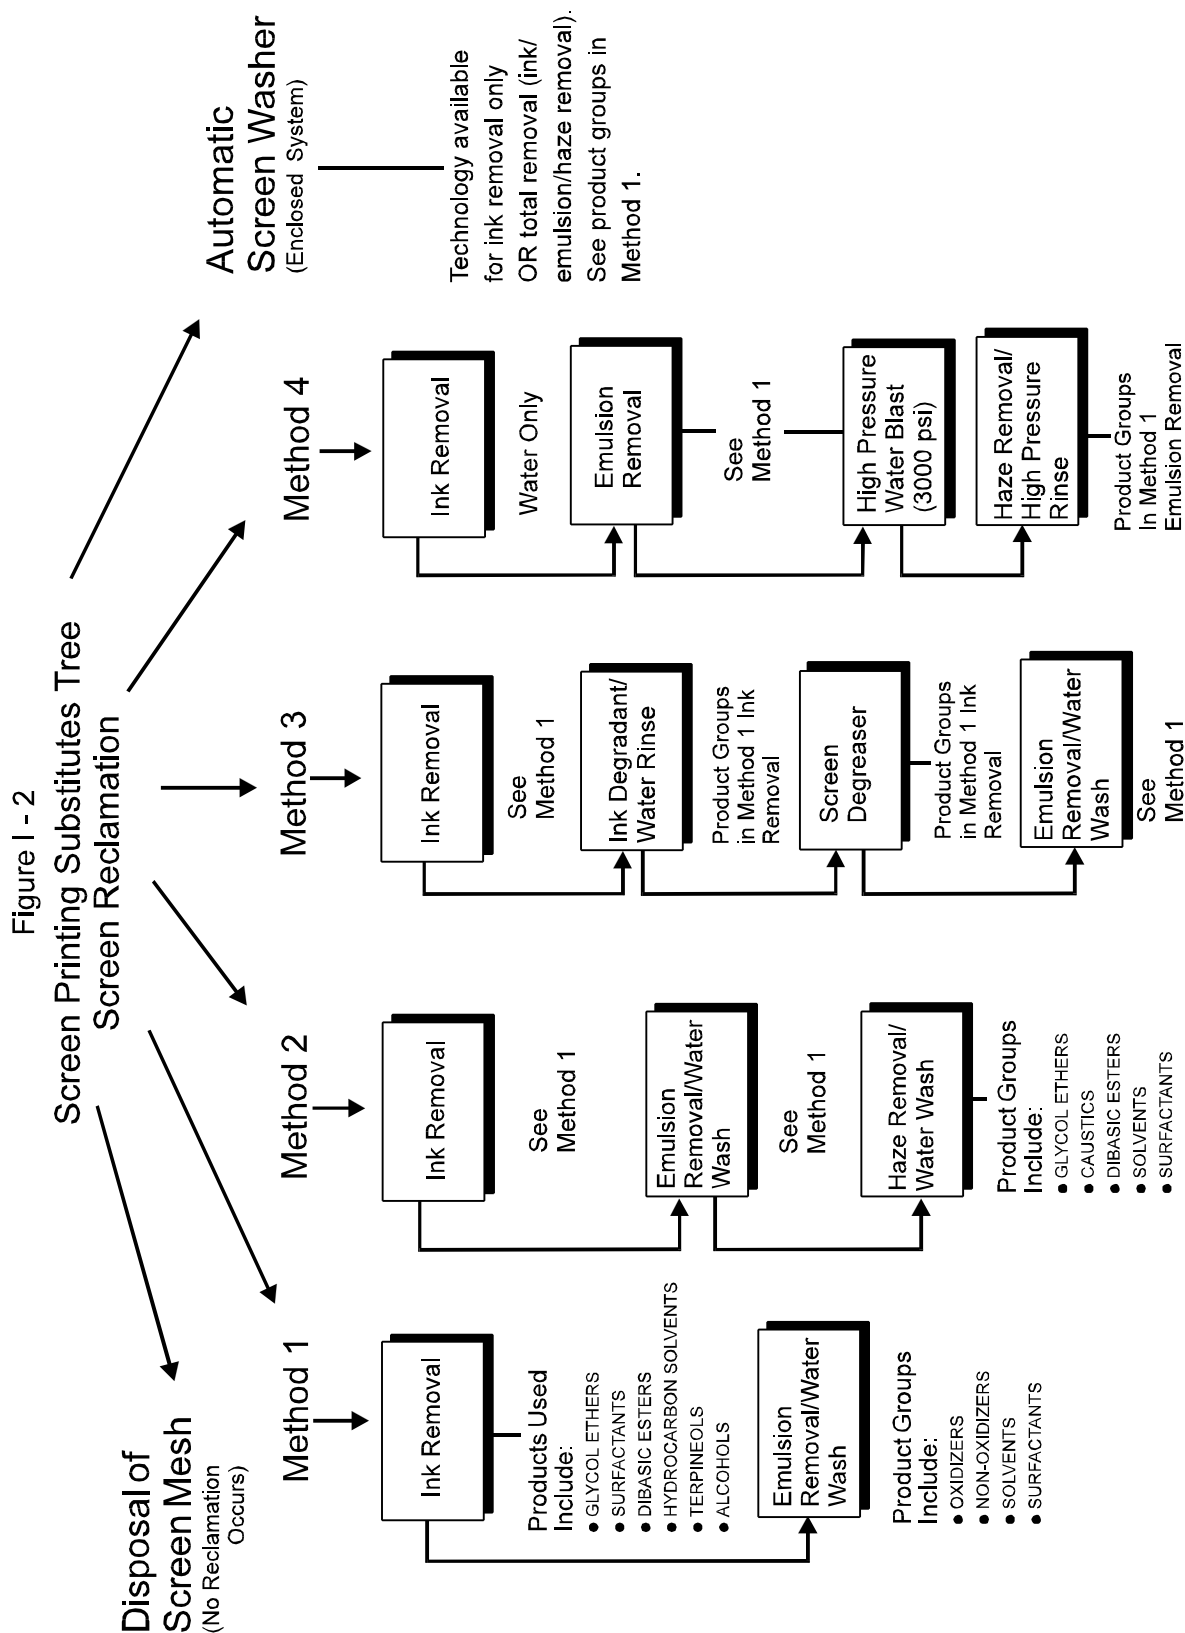 Figure I - 2
Screen Printing Substitutes Tree
Screen Reclamation
Disposal of
Screen Mesh
(No Reclamation
Occurs)
Method 1
Ink Removal
Products Used
Include:
● GLYCOL ETHERS
● SURFACTANTS
● DIBASIC ESTERS
● HYDROCARBON SOLVENTS
● TERPINEOLS
● ALCOHOLS
Emulsion
Removal/Water
Wash
Product Groups
Include:
● OXIDIZERS
● NON-OXIDIZERS
● SOLVENTS
● SURFACTANTS
Method 2
Ink Removal
See
Method 1
Emulsion
Removal/Water
Wash
See
Method 1
Haze Removal/
Water Wash
Product Groups
Include:
● GLYCOL ETHERS
● CAUSTICS
● DIBASIC ESTERS
● SOLVENTS
● SURFACTANTS
Method 3
Ink Removal
See
Method 1
Ink Degradant/
Water Rinse
Product Groups
in Method 1 Ink
Removal
Screen
Degreaser
Product Groups
in Method 1 Ink
Removal
Emulsion
Removal/Water
Wash
See
Method 1
Method 4
Ink Removal
Water Only
Emulsion
Removal
See
Method 1
High Pressure
Water Blast
(3000 psi)
Haze Removal/
High Pressure
Rinse
Product Groups
In Method 1
Emulsion Removal
Automatic
Screen Washer
(Enclosed System)
Technology available
for ink removal only
OR total removal (ink/
emulsion/haze removal).
See product groups in
Method 1.